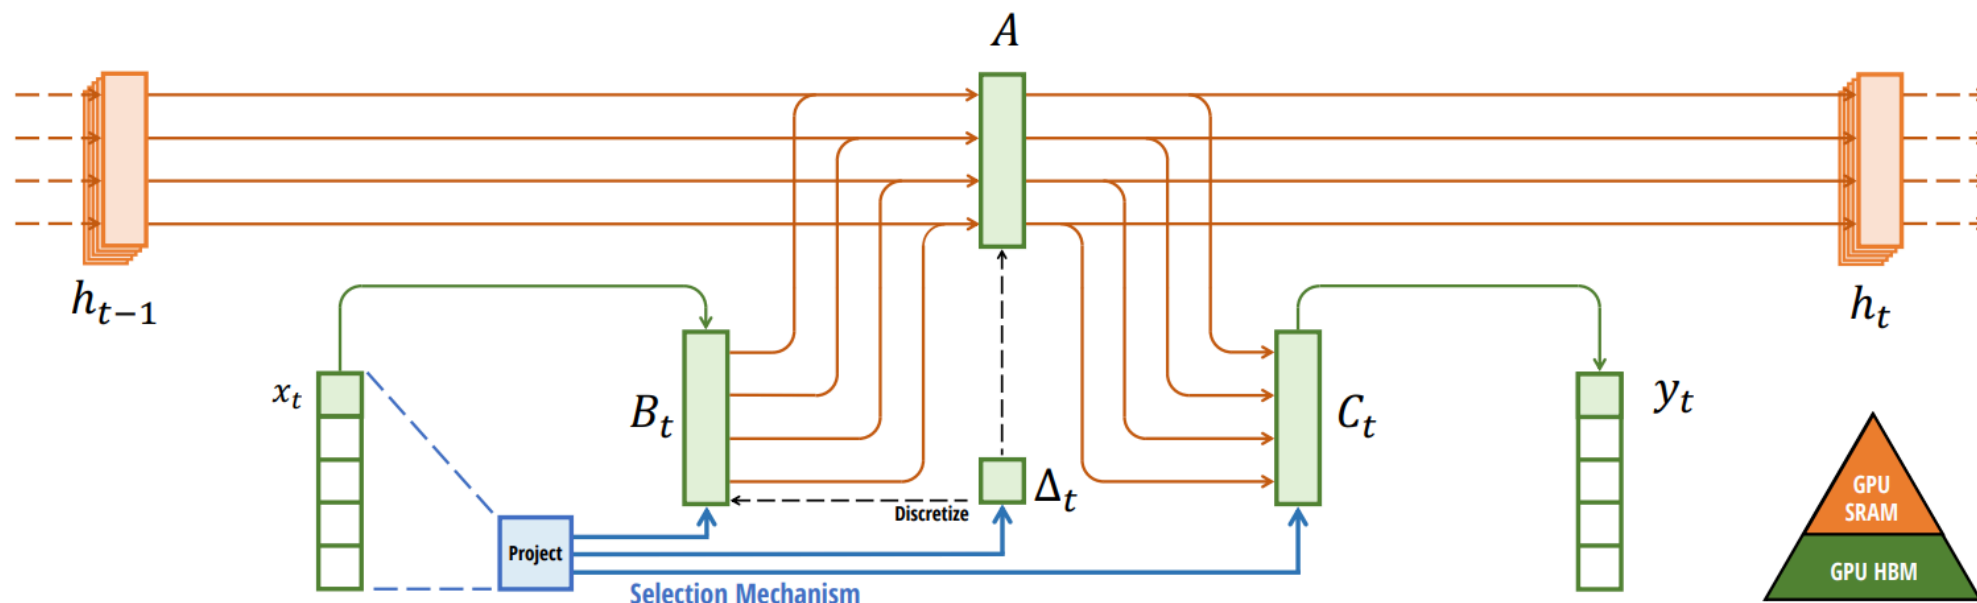 A
h_{t-1}
h_t
x_t
B_t
C_t
y_t
Δ_t
Discretize
Project
Selection Mechanism
GPU
SRAM
GPU HBM